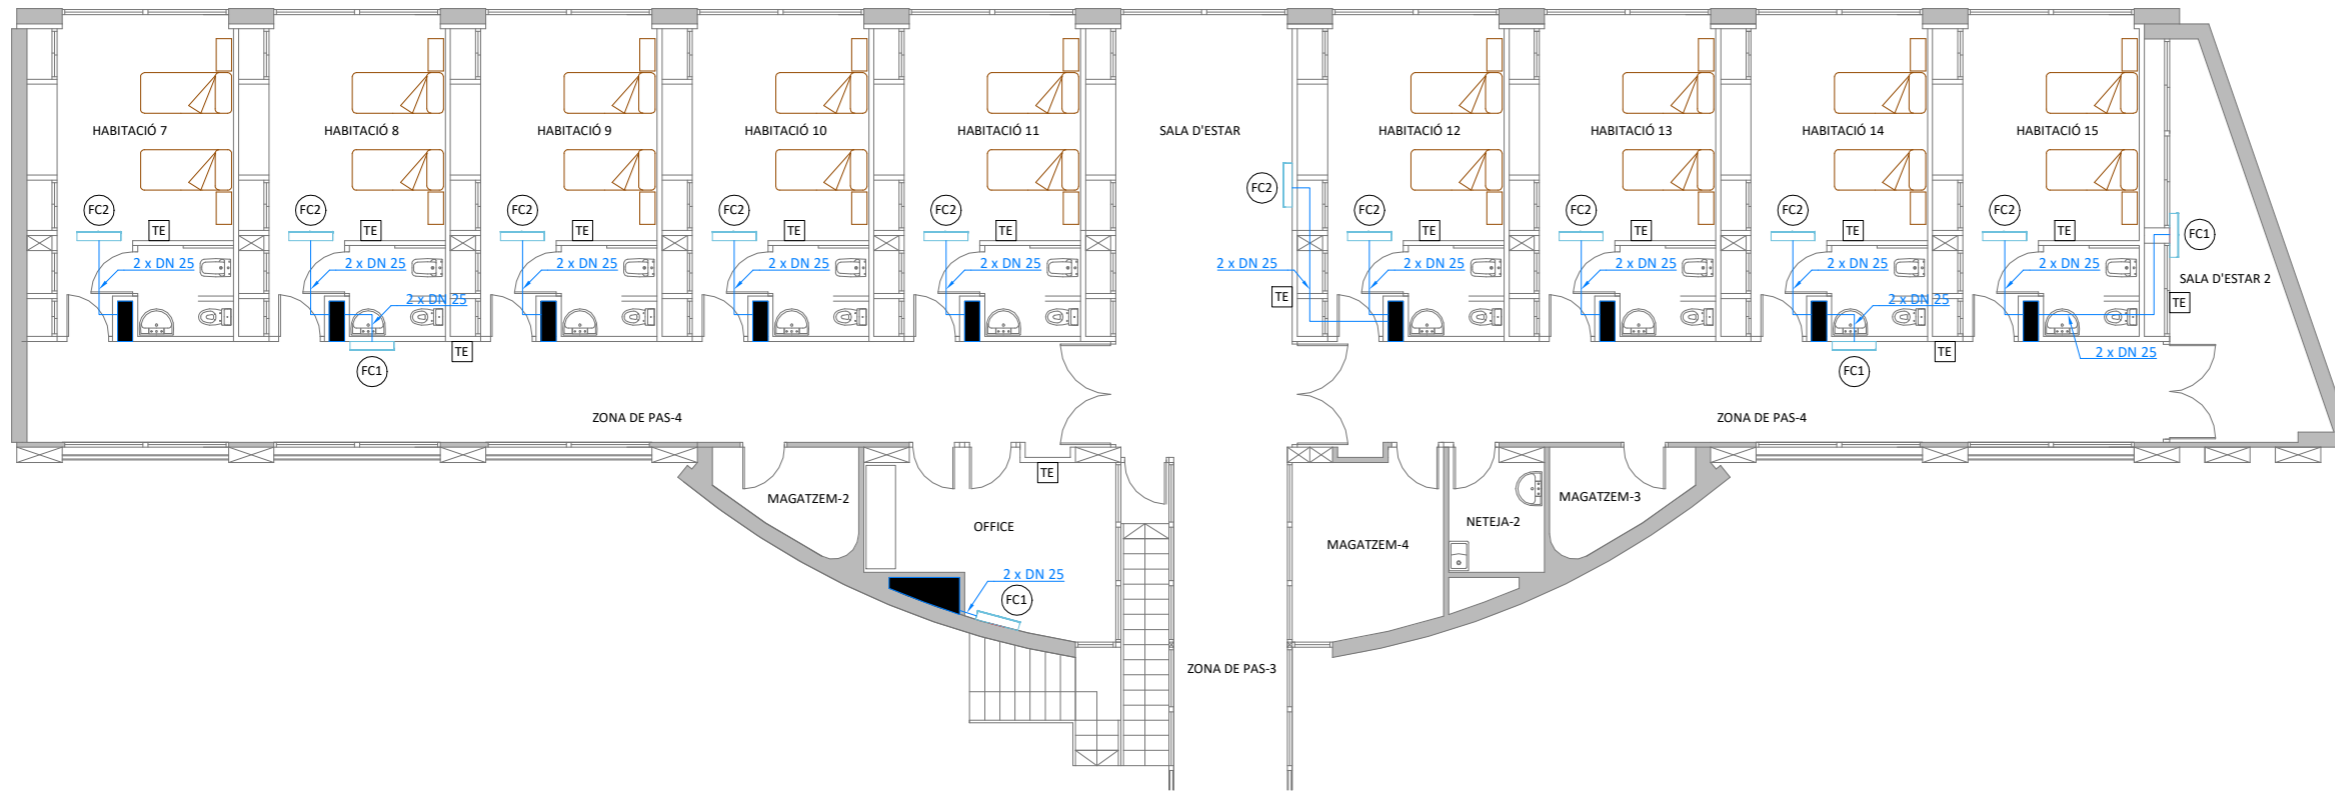 HABITACIÓ 7
HABITACIÓ 8
HABITACIÓ 9
HABITACIÓ 10
HABITACIÓ 11
SALA D'ESTAR
HABITACIÓ 12
HABITACIÓ 13
HABITACIÓ 14
HABITACIÓ 15
FC2
FC2
FC2
FC2
FC2
FC2
FC2
FC2
FC2
FC2
TE
TE
TE
TE
TE
TE
TE
TE
TE
FC1
2 x DN 25
2 x DN 25
2 x DN 25
2 x DN 25
2 x DN 25
2 x DN 25
2 x DN 25
2 x DN 25
2 x DN 25
2 x DN 25
SALA D'ESTAR 2
2 x DN 25
TE
2 x DN 25
TE
TE
TE
2 x DN 25
FC1
FC1
ZONA DE PAS-4
ZONA DE PAS-4
TE
MAGATZEM-2
MAGATZEM-3
OFFICE
NETEJA-2
MAGATZEM-4
2 x DN 25
FC1
ZONA DE PAS-3